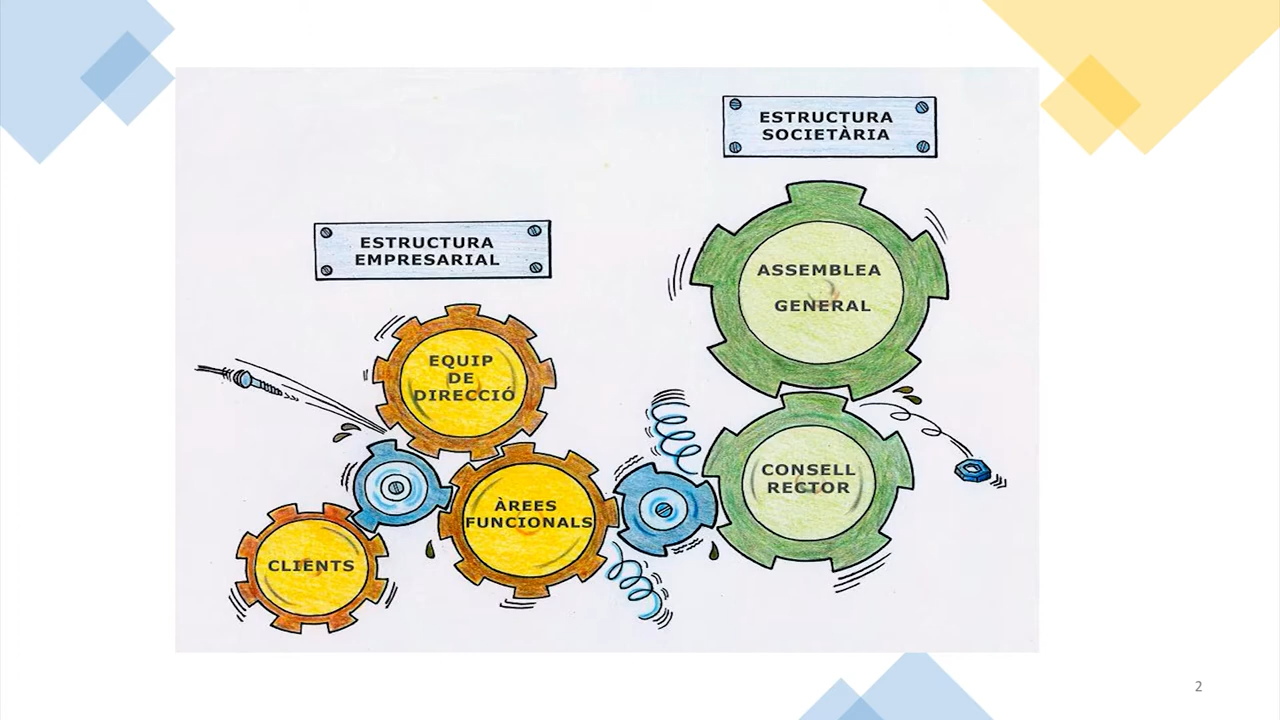 ESTRUCTURA
SOCIETÀRIA
ESTRUCTURA
EMPRESARIAL
ASSEMBLEA
GENERAL
EQUIP
DE
DIRECCIÓ
CONSELL
RECTOR
ÀREES
FUNCIONALS
CLIENTS
2